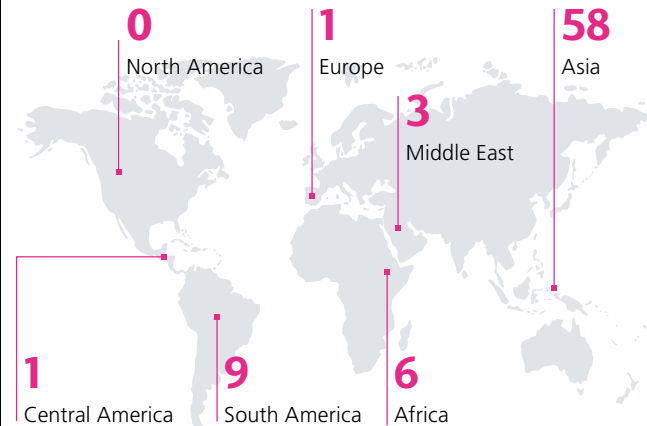 0
North America
1
Europe
58
Asia
3
Middle East
1
Central America
9
South America
6
Africa